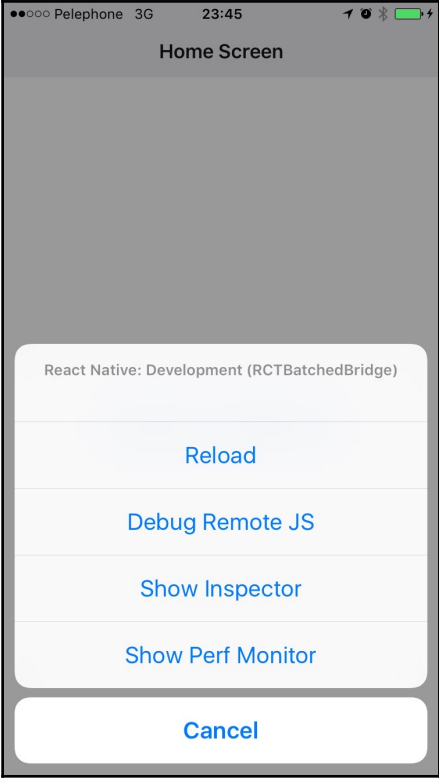 Pelephone 3G 23:45
Home Screen
React Native: Development (RCTBatchedBridge)
Reload
Debug Remote JS
Show Inspector
Show Perf Monitor
Cancel